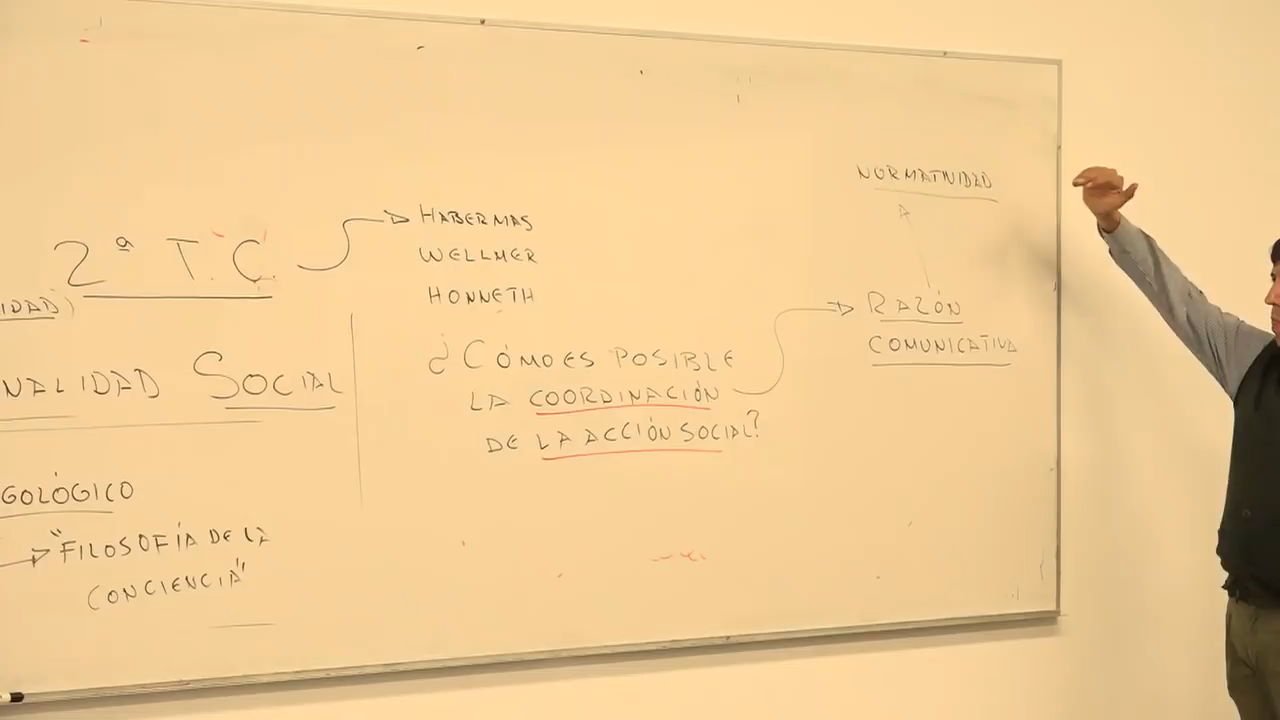 2ª T.C.
IDAD)
NALIDAD SOCIAL
GOLÓGICO
"FILOSOFÍA DE LA
CONCIENCIA"
HABERMAS
WELLMER
HONNETH
¿CÓMO ES POSIBLE
LA COORDINACIÓN
DE LA ACCIÓN SOCIAL?
NORMATIVIDAD
RAZÓN
COMUNICATIVA